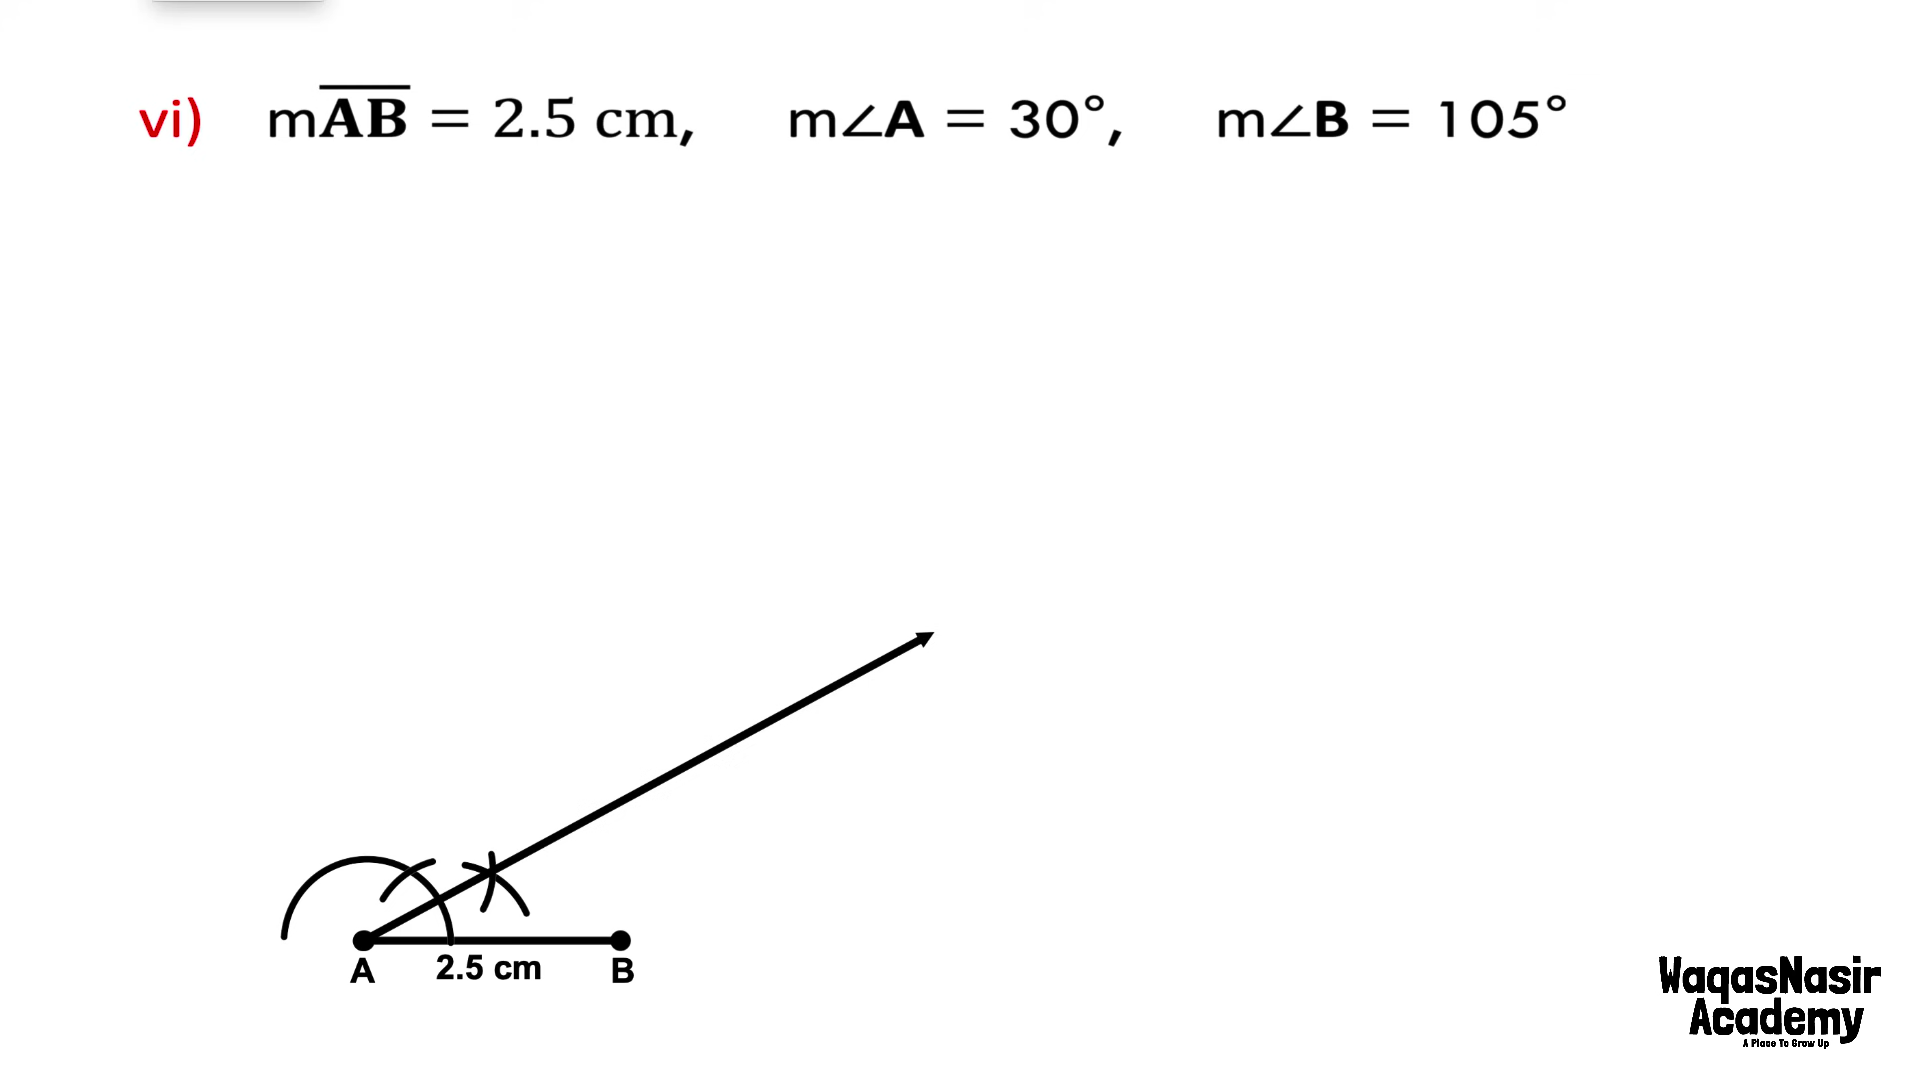 vi) mAB = 2.5 cm, m∠A = 30°, m∠B = 105°
A 2.5 cm B
WaqasNasir
Academy
A Place To Grow Up